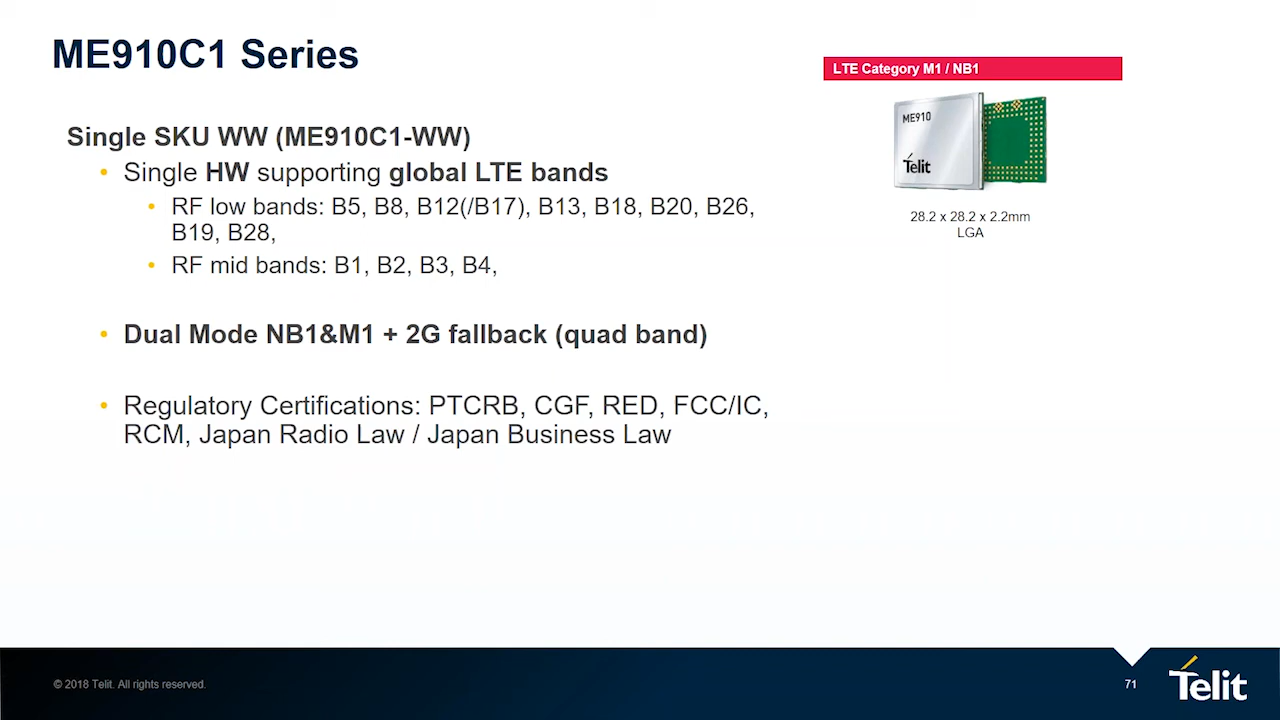 ME910C1 Series
LTE Category M1 / NB1
ME910
Telit
28.2 x 28.2 x 2.2mm
LGA
Single SKU WW (ME910C1-WW)
• Single HW supporting global LTE bands
• RF low bands: B5, B8, B12(/B17), B13, B18, B20, B26,
B19, B28,
• RF mid bands: B1, B2, B3, B4,
• Dual Mode NB1&M1 + 2G fallback (quad band)
• Regulatory Certifications: PTCRB, CGF, RED, FCC/IC,
RCM, Japan Radio Law / Japan Business Law
© 2018 Telit. All rights reserved.
71
Telit